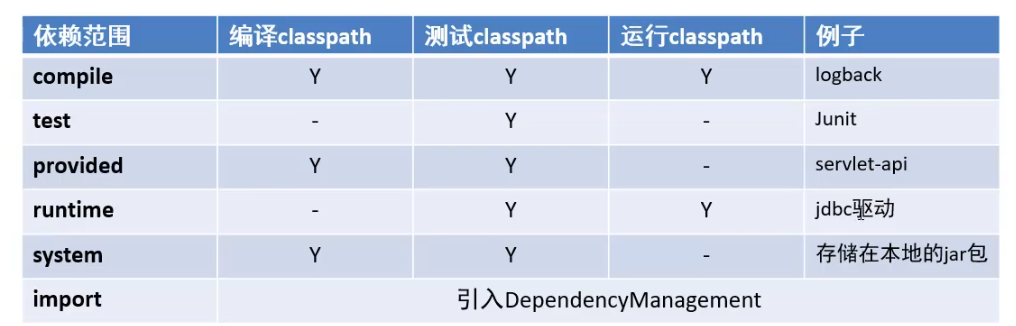 依赖范围 编译classpath 测试classpath 运行classpath 例子
compile Y Y Y logback
test - Y - Junit
provided Y Y - servlet-api
runtime - Y Y jdbc驱动
system Y Y - 存储在本地的jar包
import 引入DependencyManagement